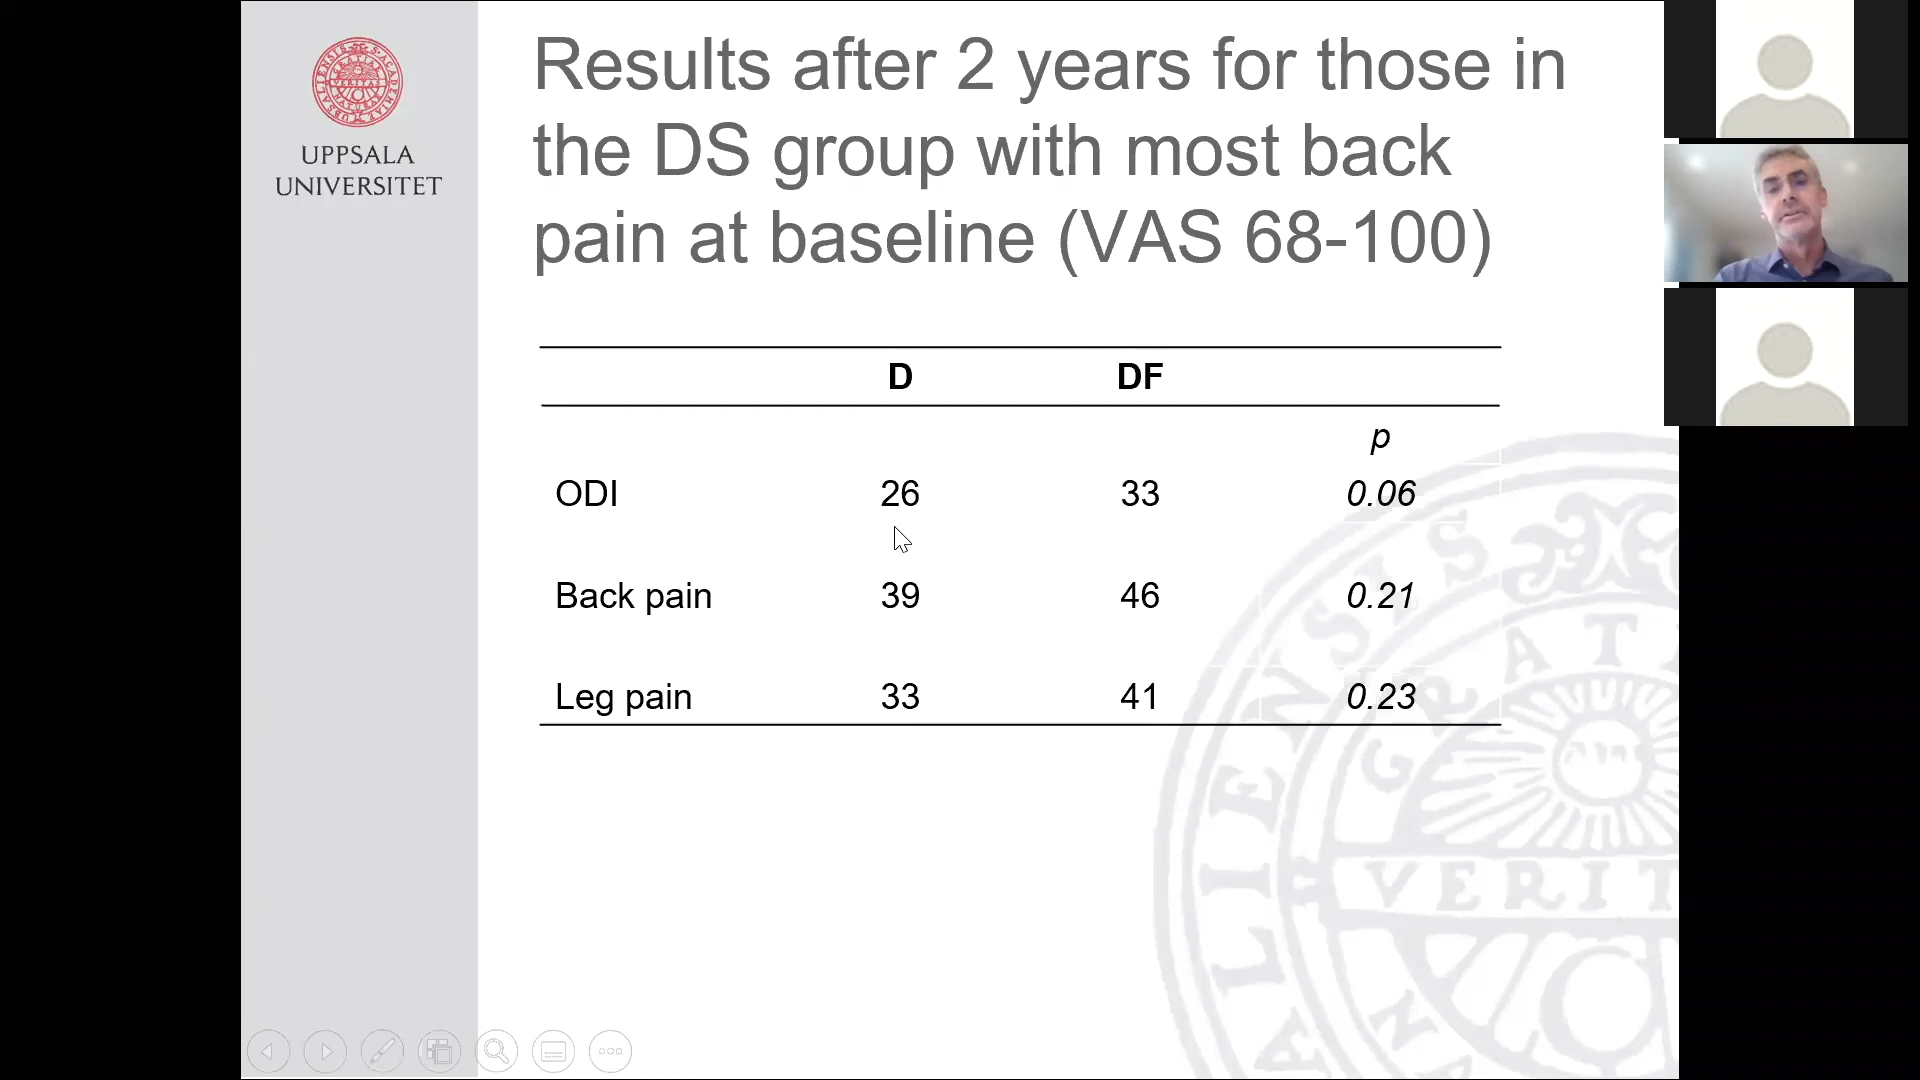 UPPSALA
UNIVERSITET
Results after 2 years for those in
the DS group with most back
pain at baseline (VAS 68-100)
D DF
p
ODI 26 33 0.06
Back pain 39 46 0.21
Leg pain 33 41 0.23
VERIT